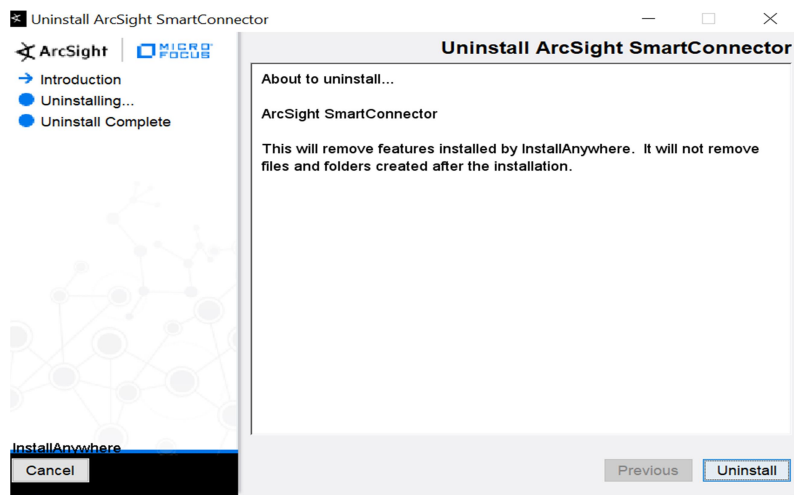 Uninstall ArcSight SmartConnector
ArcSight
MICRO
FOCUS
Uninstall ArcSight SmartConnector
Introduction
Uninstalling...
Uninstall Complete
About to uninstall...
ArcSight SmartConnector
This will remove features installed by InstallAnywhere. It will not remove
files and folders created after the installation.
InstallAnywhere
Cancel
Previous
Uninstall